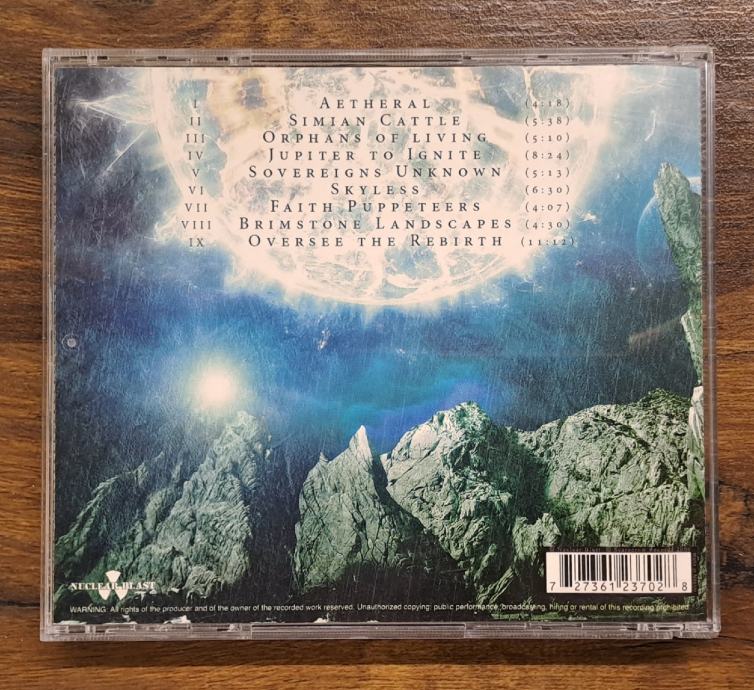 I AETHERAL (4:18)
II SIMIAN CATTLE (5:38)
III ORPHANS OF LIVING (5:10)
IV JUPITER TO IGNITE (8:24)
V SOVEREIGNS UNKNOWN (5:13)
VI SKYLESS (6:30)
VII FAITH PUPPETEERS (4:07)
VIII BRIMSTONE LANDSCAPES (4:30)
IX OVERSEE THE REBIRTH (11:12)
NUCLEAR BLAST
7 27361 23702 8
WARNING: All rights of the producer and of the owner of the recorded work reserved. Unauthorized copying, public performance, broadcasting, hiring or rental of this recording prohibited